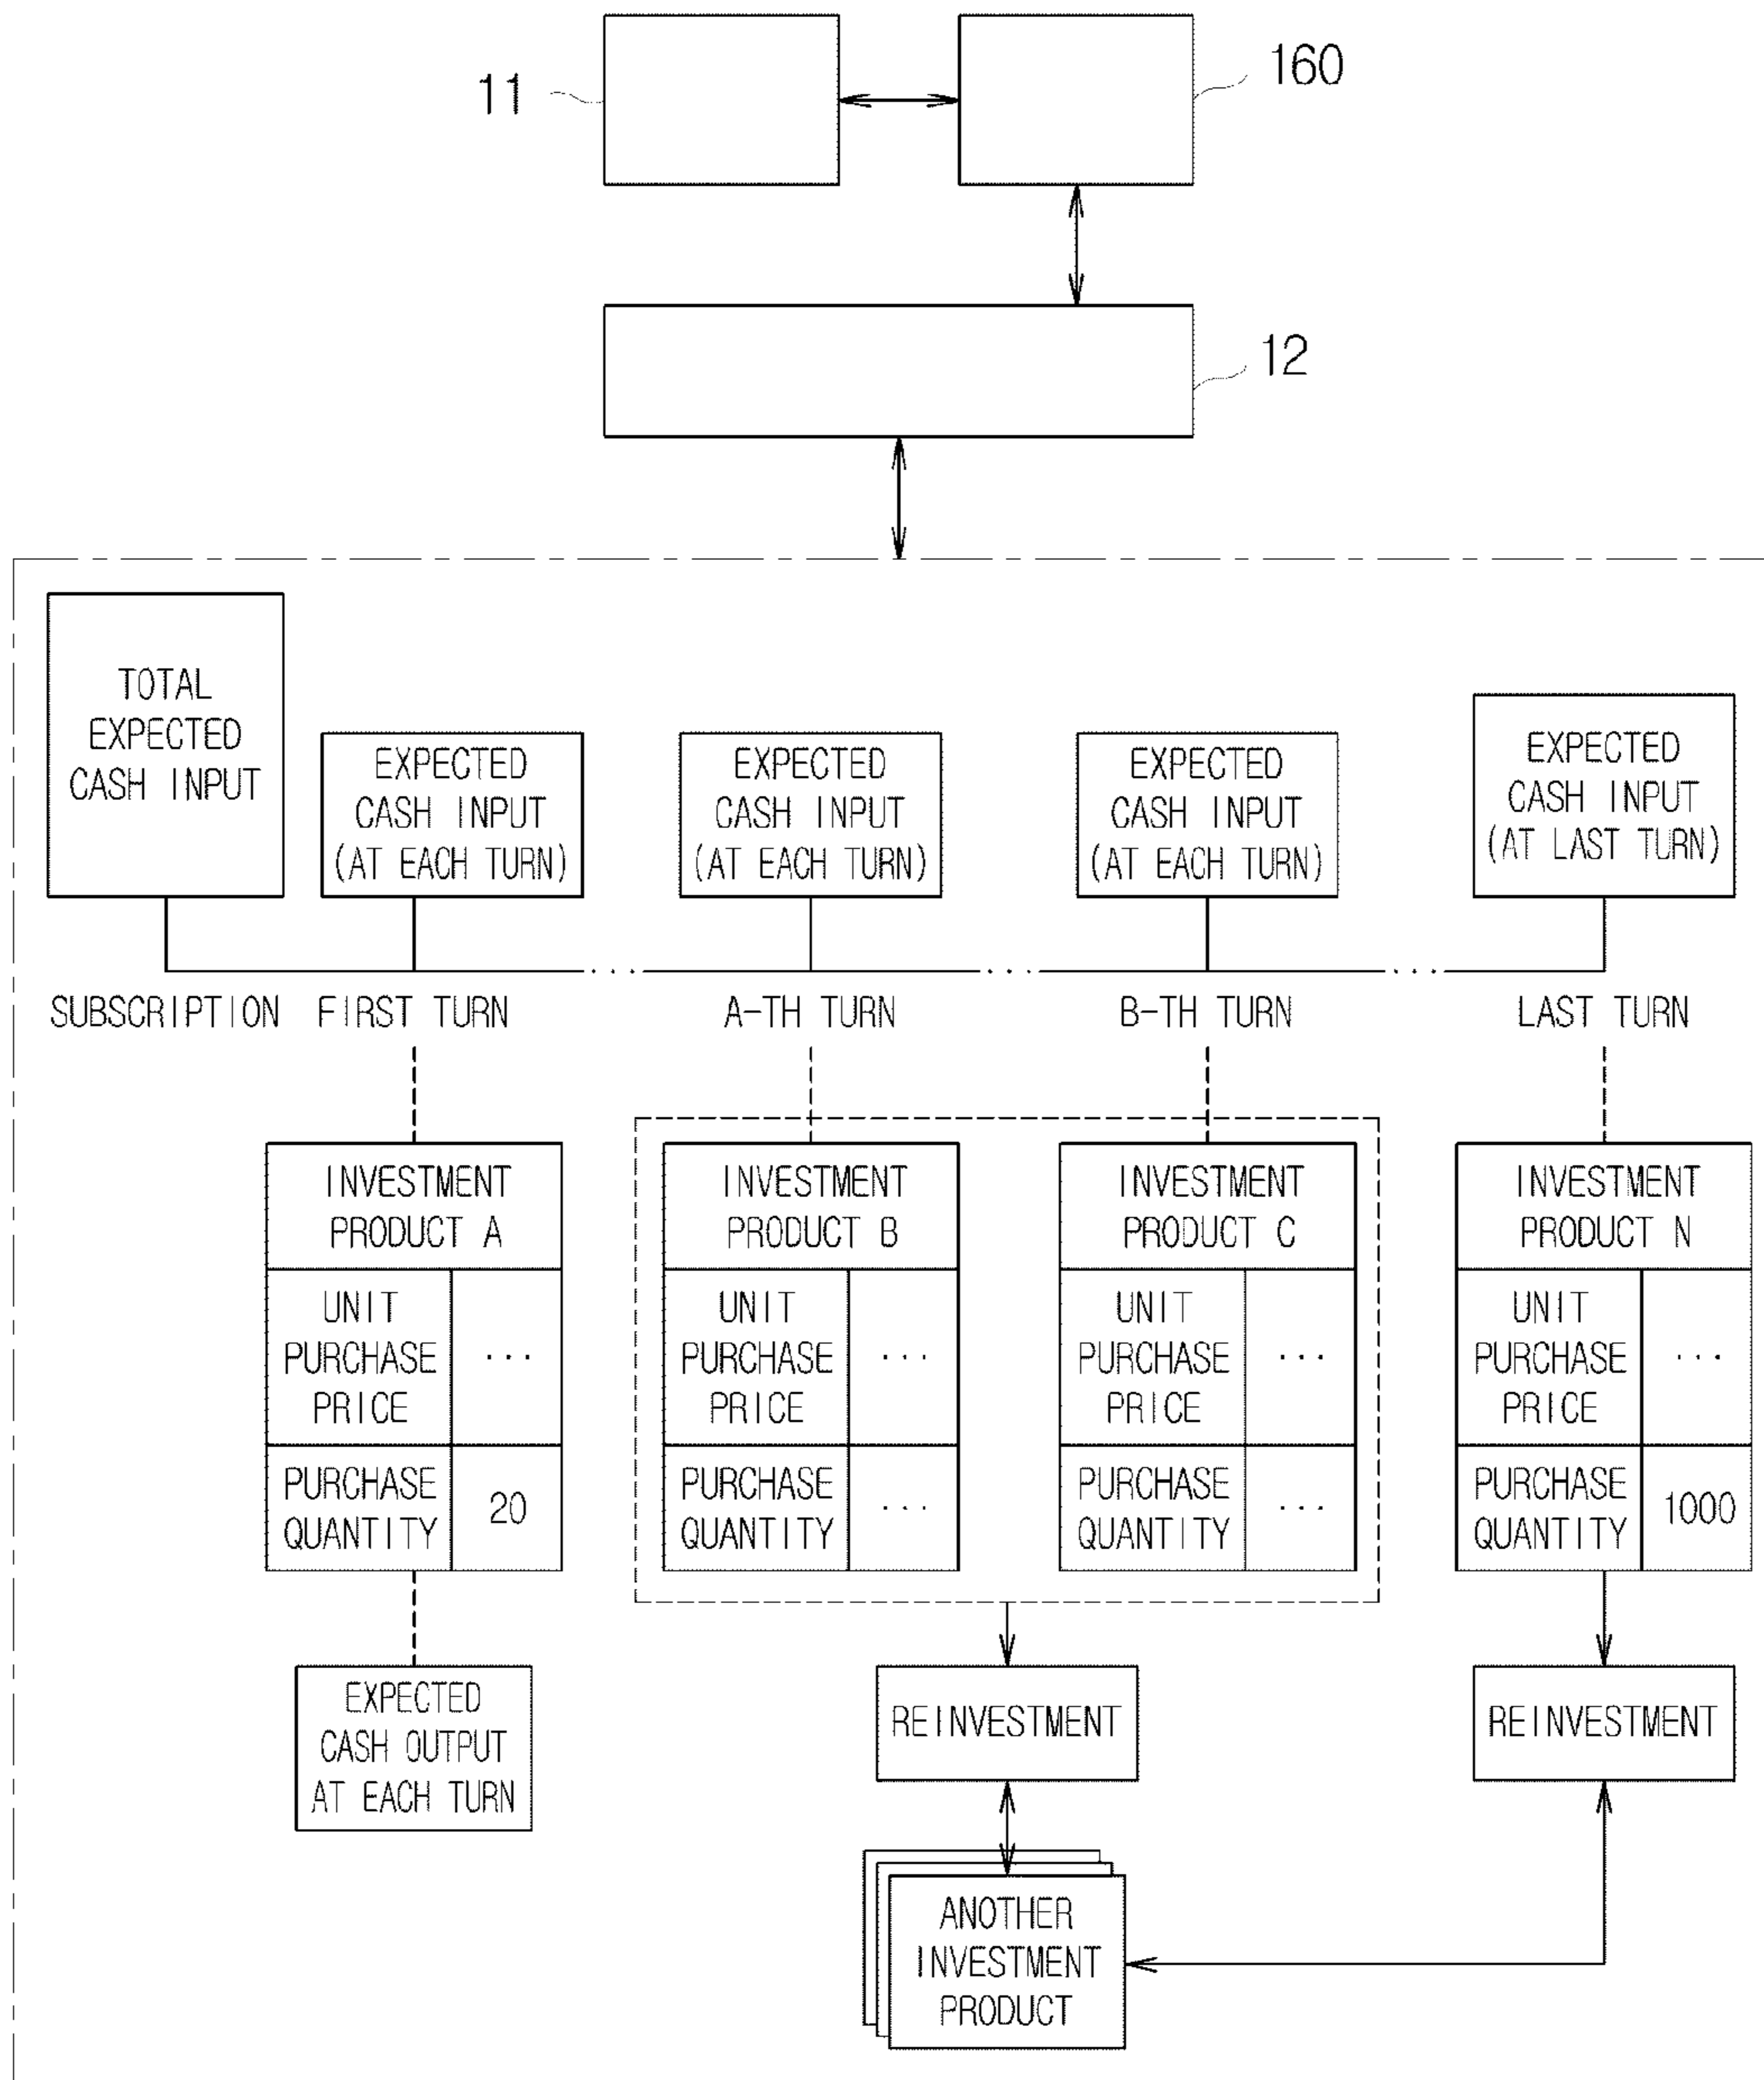 11
160
12
TOTAL
EXPECTED
CASH INPUT
EXPECTED
CASH INPUT
(AT EACH TURN)
EXPECTED
CASH INPUT
(AT EACH TURN)
EXPECTED
CASH INPUT
(AT EACH TURN)
EXPECTED
CASH INPUT
(AT LAST TURN)
...
...
...
SUBSCRIPTION
FIRST TURN
A-TH TURN
B-TH TURN
LAST TURN
INVESTMENT
PRODUCT A
UNIT
PURCHASE
PRICE
...
PURCHASE
QUANTITY
20
INVESTMENT
PRODUCT B
UNIT
PURCHASE
PRICE
...
PURCHASE
QUANTITY
...
INVESTMENT
PRODUCT C
UNIT
PURCHASE
PRICE
...
PURCHASE
QUANTITY
...
INVESTMENT
PRODUCT N
UNIT
PURCHASE
PRICE
...
PURCHASE
QUANTITY
1000
EXPECTED
CASH OUTPUT
AT EACH TURN
REINVESTMENT
REINVESTMENT
ANOTHER
INVESTMENT
PRODUCT